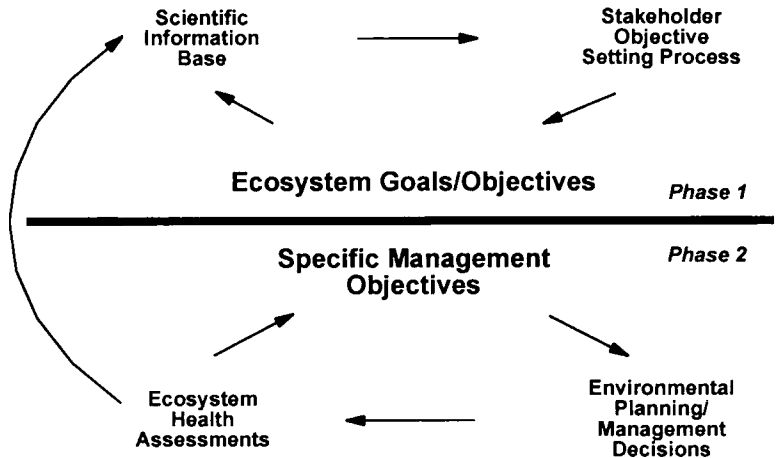 Scientific
Information
Base
Stakeholder
Objective
Setting Process
Ecosystem Goals/Objectives
Phase 1
Specific Management
Objectives
Phase 2
Ecosystem
Health
Assessments
Environmental
Planning/
Management
Decisions